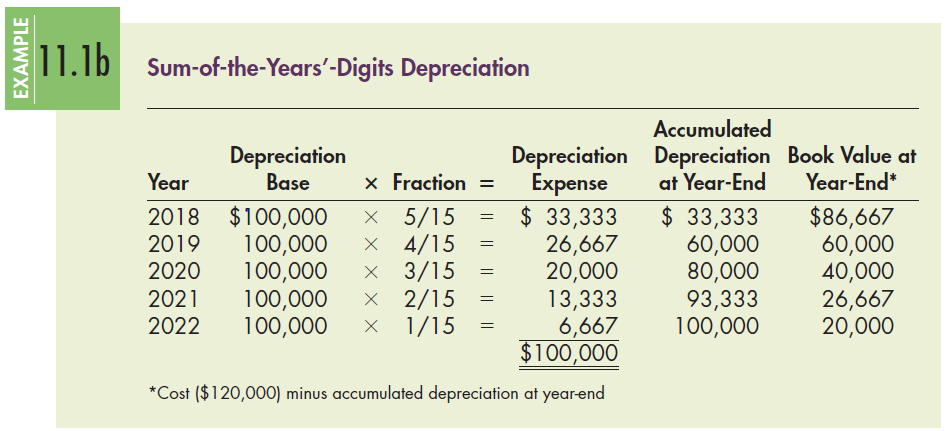 EXAMPLE
11.1b
Sum-of-the-Years’-Digits Depreciation
Accumulated
Depreciation Depreciation Depreciation Book Value at
Year Base × Fraction = Expense at Year-End Year-End*
2018 $100,000 × 5/15 = $ 33,333 $ 33,333 $86,667
2019 100,000 × 4/15 = 26,667 60,000 60,000
2020 100,000 × 3/15 = 20,000 80,000 40,000
2021 100,000 × 2/15 = 13,333 93,333 26,667
2022 100,000 × 1/15 = 6,667 100,000 20,000
$100,000
*Cost ($120,000) minus accumulated depreciation at year-end